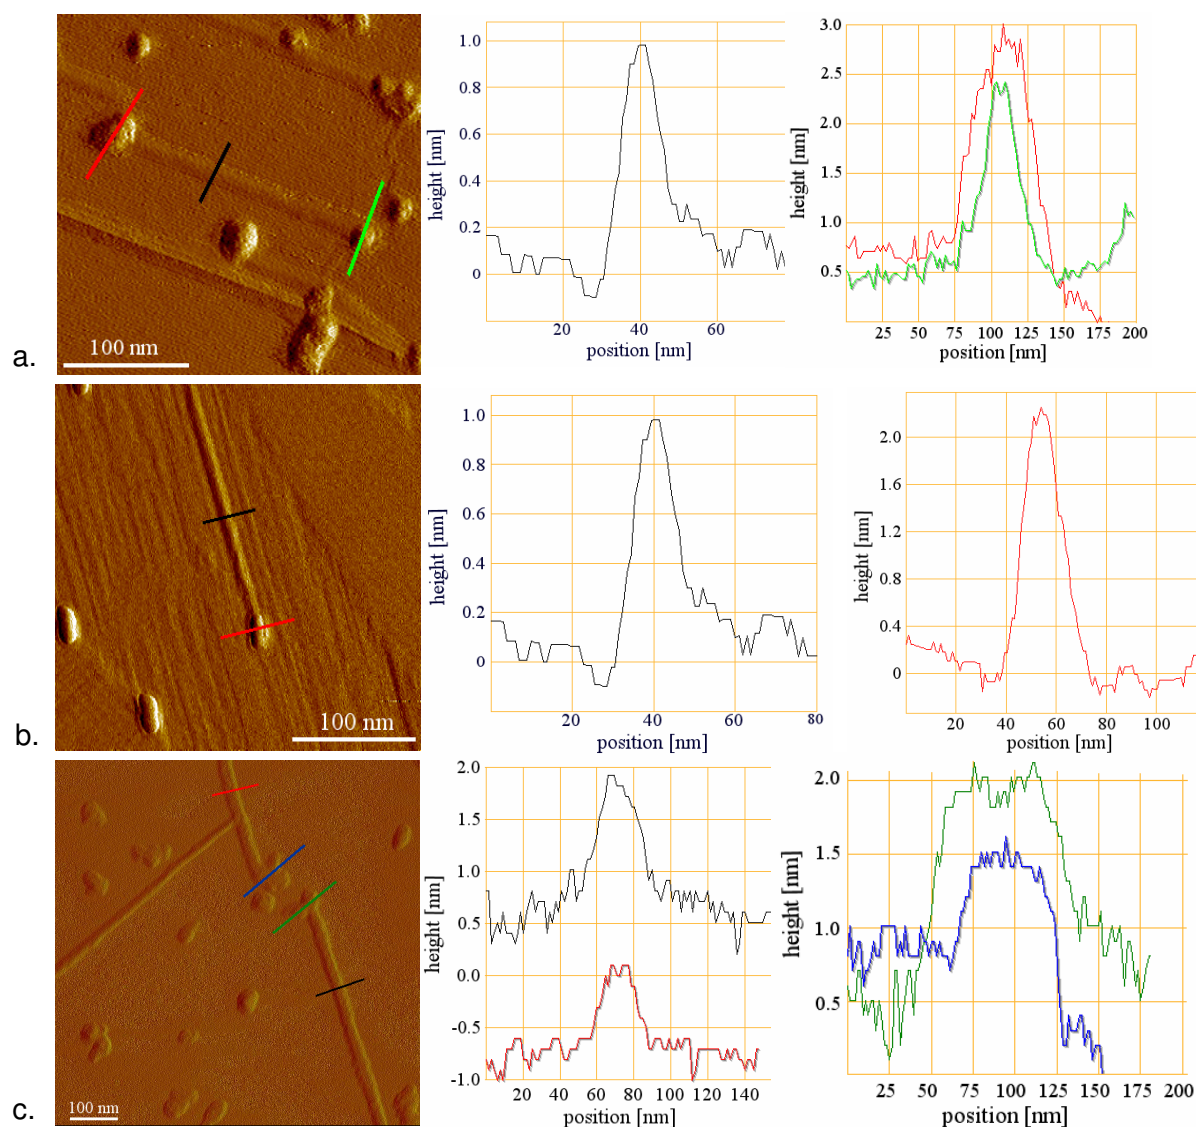 a.
100 nm
height [nm]
1.0
0.8
0.6
0.4
0.2
0
20 40 60
position [nm]
height [nm]
3.0
2.5
2.0
1.5
1.0
0.5
25 50 75 100 125 150 175 200
position [nm]
b.
100 nm
height [nm]
1.0
0.8
0.6
0.4
0.2
0
20 40 60 80
position [nm]
height [nm]
2.0
1.6
1.2
0.8
0.4
0
20 40 60 80 100
position [nm]
c.
100 nm
height [nm]
2.0
1.5
1.0
0.5
0.0
-0.5
-1.0
20 40 60 80 100 120 140
position [nm]
height [nm]
2.0
1.5
1.0
0.5
25 50 75 100 125 150 175 200
position [nm]